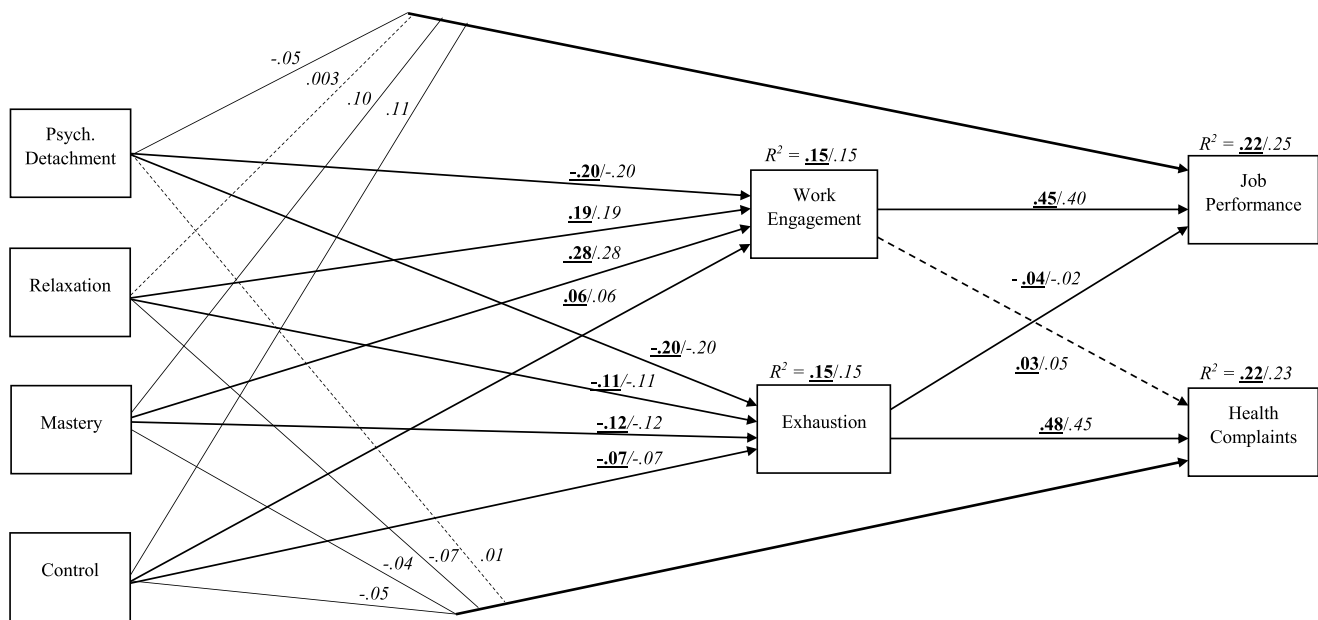 -.05
.003
.10
.11
Psych.
Detachment
R² = .15/.15
R² = .22/.25
-.20/-.20
Work
Engagement
Job
Performance
.45/.40
.19/.19
.28/.28
Relaxation
.06/.06
-.04/-.02
-.20/-.20
R² = .15/.15
.03/.05
R² = .22/.23
-.11/-.11
Mastery
Exhaustion
Health
Complaints
-.12/-.12
.48/.45
-.07/-.07
Control
-.04
-.07
.01
-.05